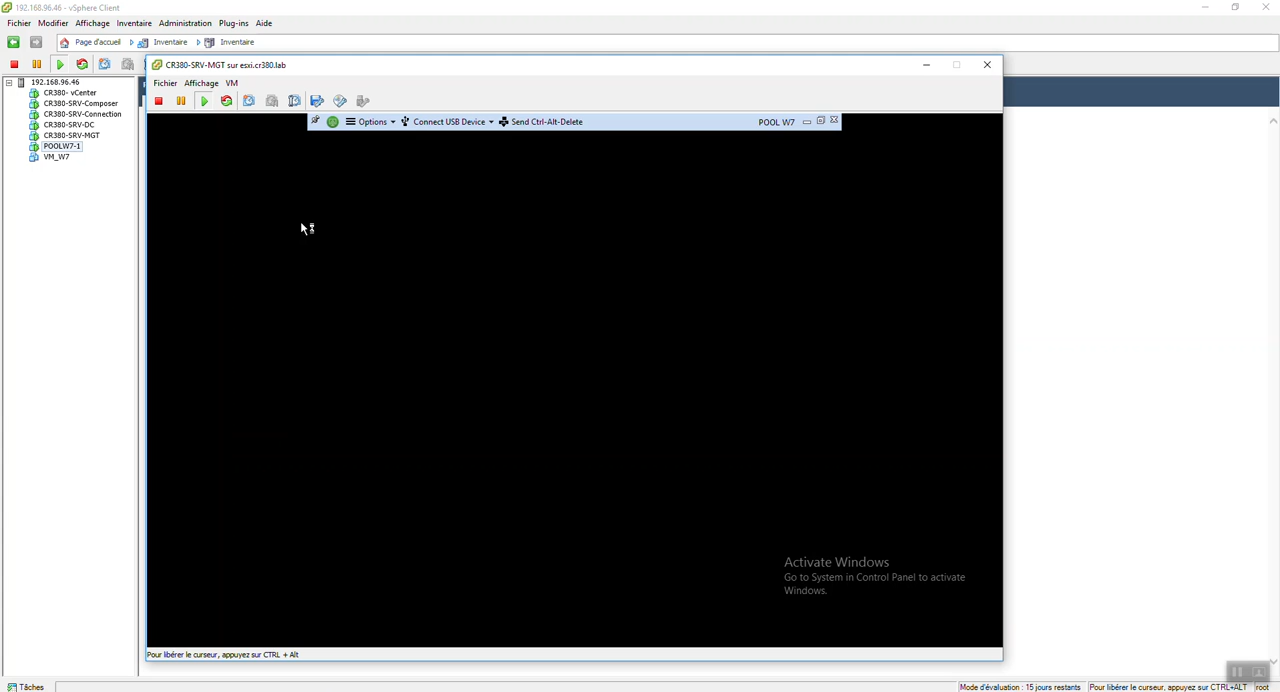 192.168.96.46 - vSphere Client
Fichier Modifier Affichage Inventaire Administration Plug-ins Aide
Page d'accueil Inventaire Inventaire
192.168.96.46
CR380- vCenter
CR380-SRV-Composer
CR380-SRV-Connection
CR380-SRV-DC
CR380-SRV-MGT
POOLW7-1
VM_W7
CR380-SRV-MGT sur esxi.cr380.lab
Fichier Affichage VM
Options Connect USB Device Send Ctrl-Alt-Delete POOL W7
Activate Windows
Go to System in Control Panel to activate
Windows.
Pour libérer le curseur, appuyez sur CTRL + Alt
Tâches Mode d'évaluation : 15 jours restants Pour libérer le curseur, appuyez sur CTRL+ALT root